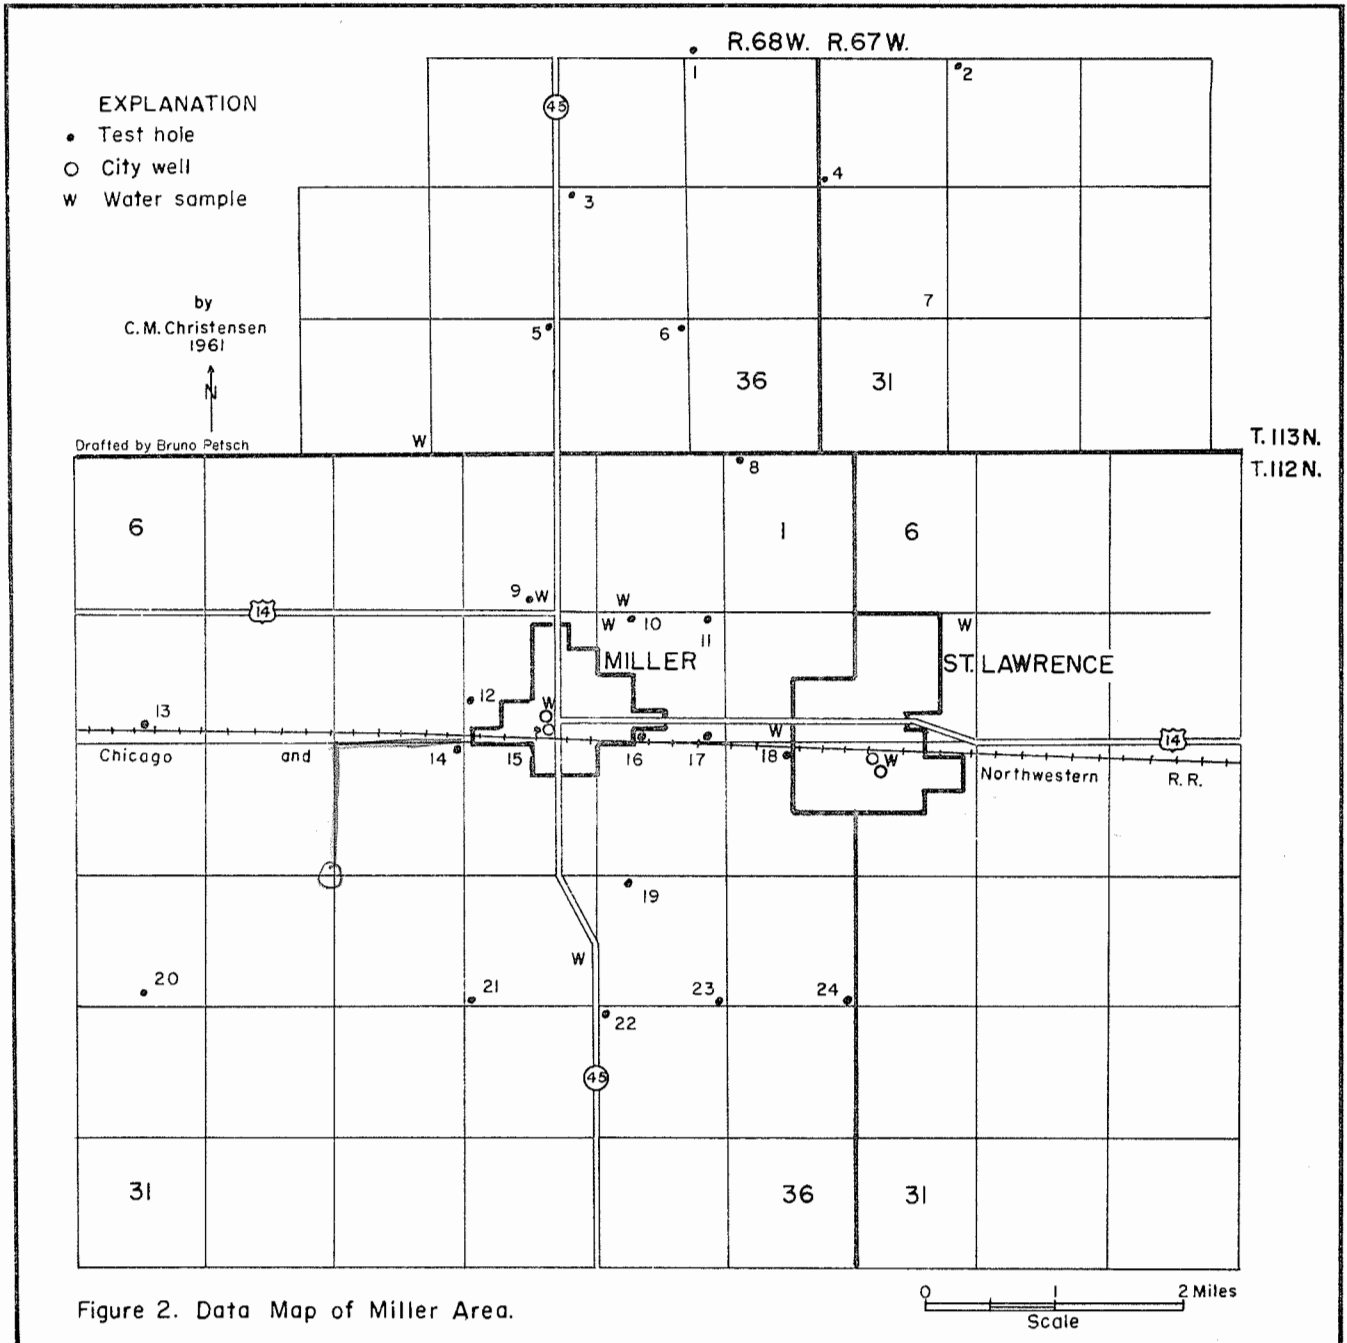 R.68W. R.67W.
1
2
EXPLANATION
45
Test hole
City well
W Water sample
4
3
by
C.M.Christensen
1961
N
7
5
6
36
31
Drafted by Bruno Petsch
W
T.113N.
T.112N.
8
6
1
6
9 W
W
14
W 10
11
W
MILLER
ST. LAWRENCE
12
W
13
W
14
Chicago and
14
15
16
17
18
W
Northwestern R.R.
19
W
20
21
23
24
22
45
31
36
31
0 1 2 Miles
Scale
Figure 2. Data Map of Miller Area.